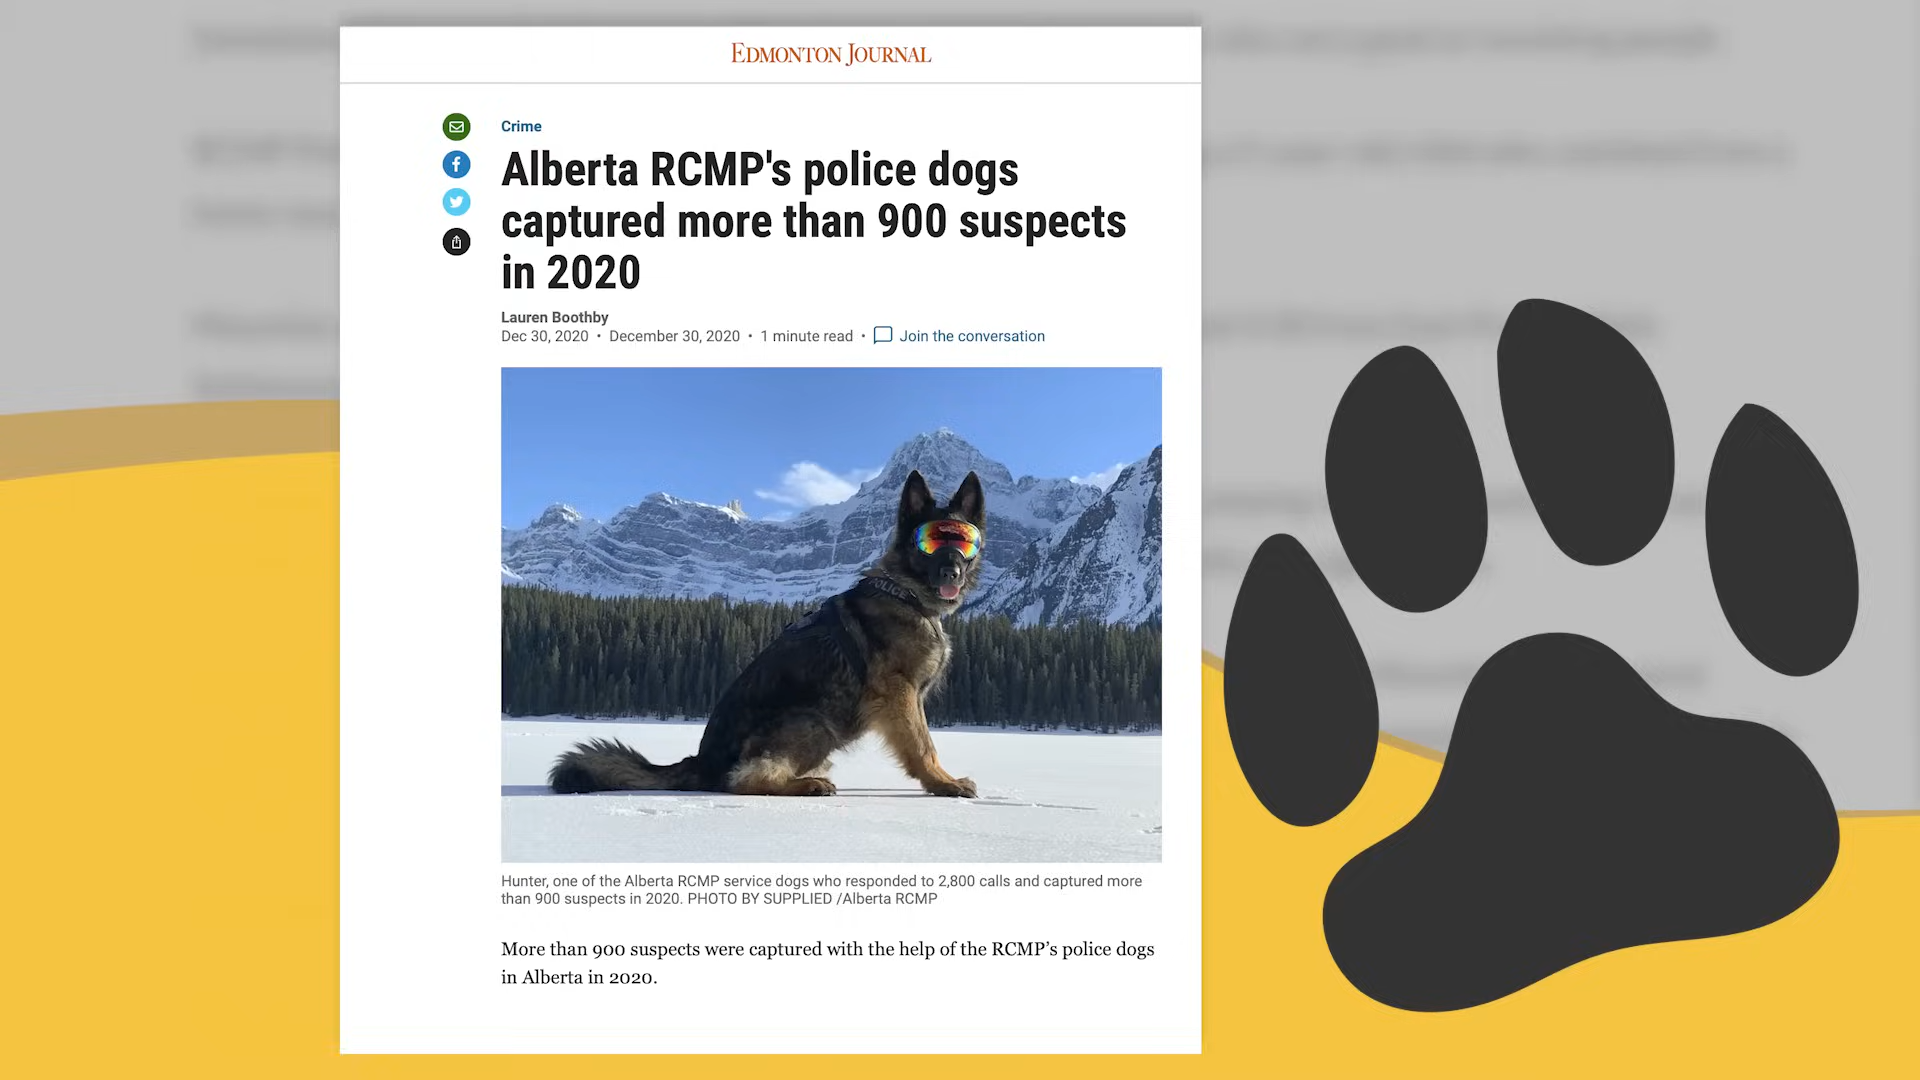 EDMONTON JOURNAL
Crime
Alberta RCMP's police dogs
captured more than 900 suspects
in 2020
Lauren Boothby
Dec 30, 2020 • December 30, 2020 • 1 minute read • Join the conversation
POLICE
Hunter, one of the Alberta RCMP service dogs who responded to 2,800 calls and captured more
than 900 suspects in 2020. PHOTO BY SUPPLIED /Alberta RCMP
More than 900 suspects were captured with the help of the RCMP’s police dogs
in Alberta in 2020.